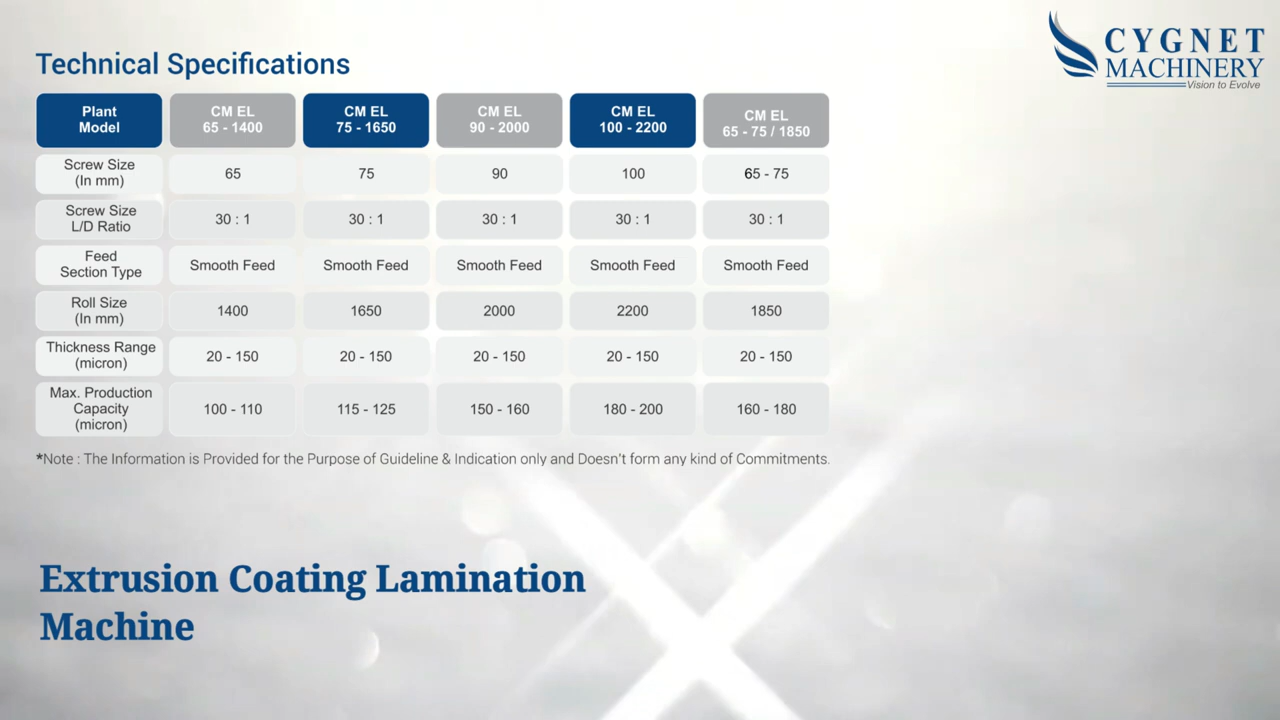 CYGNET
MACHINERY
Vision to Evolve
Technical Specifications
Plant
Model
CM EL
65 - 1400
CM EL
75 - 1650
CM EL
90 - 2000
CM EL
100 - 2200
CM EL
65 - 75 / 1850
Screw Size
(In mm)
65
75
90
100
65 - 75
Screw Size
L/D Ratio
30 : 1
30 : 1
30 : 1
30 : 1
30 : 1
Feed
Section Type
Smooth Feed
Smooth Feed
Smooth Feed
Smooth Feed
Smooth Feed
Roll Size
(In mm)
1400
1650
2000
2200
1850
Thickness Range
(micron)
20 - 150
20 - 150
20 - 150
20 - 150
20 - 150
Max. Production
Capacity
(micron)
100 - 110
115 - 125
150 - 160
180 - 200
160 - 180
*Note : The Information is Provided for the Purpose of Guideline & Indication only and Doesn't form any kind of Commitments.
Extrusion Coating Lamination
Machine